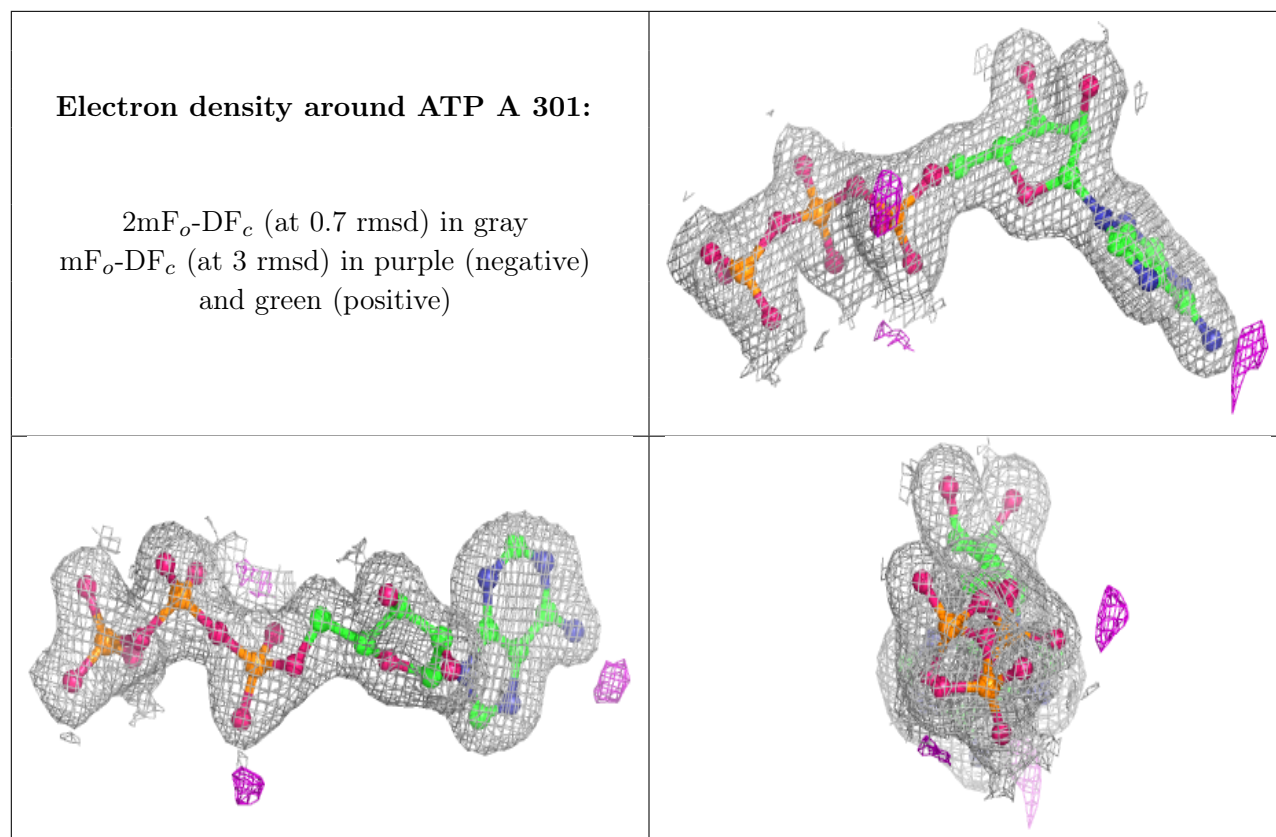 Electron density around ATP A 301:
2mFₒ-DF𝒸 (at 0.7 rmsd) in gray
mFₒ-DF𝒸 (at 3 rmsd) in purple (negative)
and green (positive)